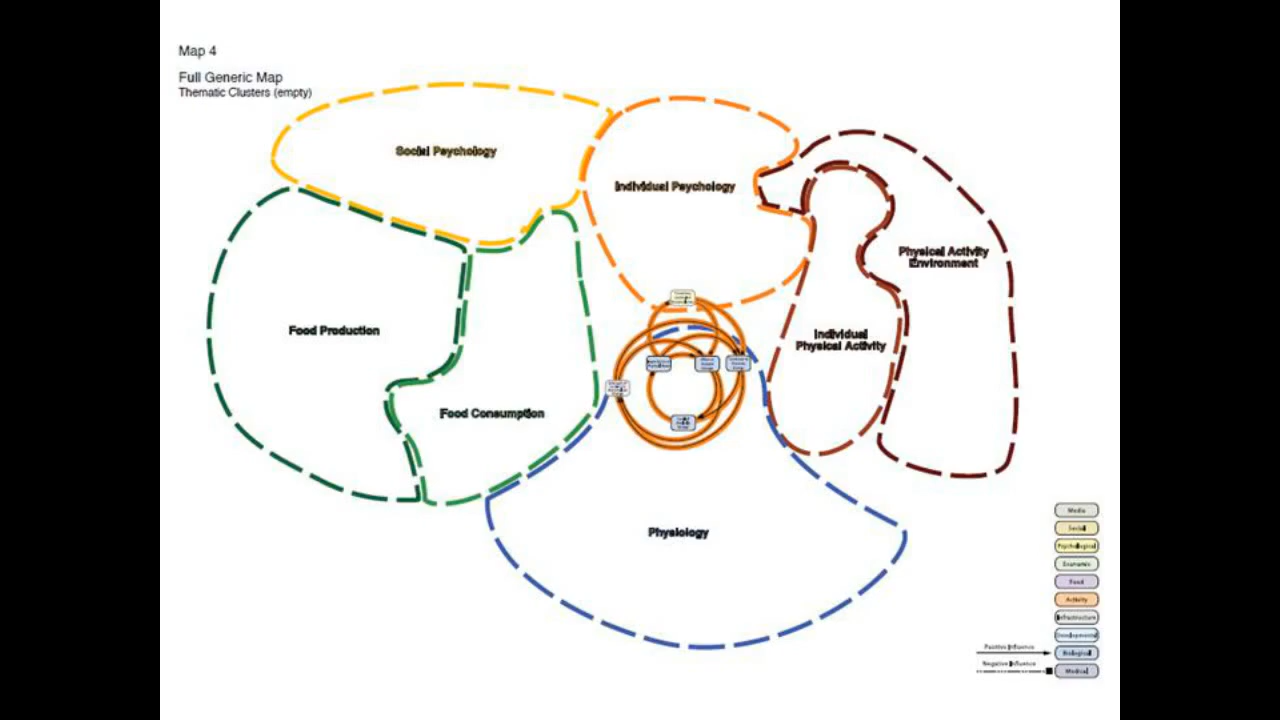 Map 4
Full Generic Map
Thematic Clusters (empty)
Social Psychology
Individual Psychology
Physical Activity
Environment
Food Production
Individual
Physical Activity
Food Consumption
Physiology
Media
Social
Psychological
Economic
Food
Activity
Infrastructure
Developmental
Biological
Medical
Positive Influence
Negative Influence